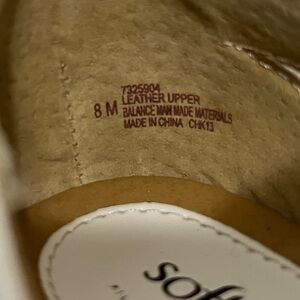 7325904
LEATHER UPPER
8 M BALANCE MAN MADE MATERIALS
MADE IN CHINA CHK13
sof